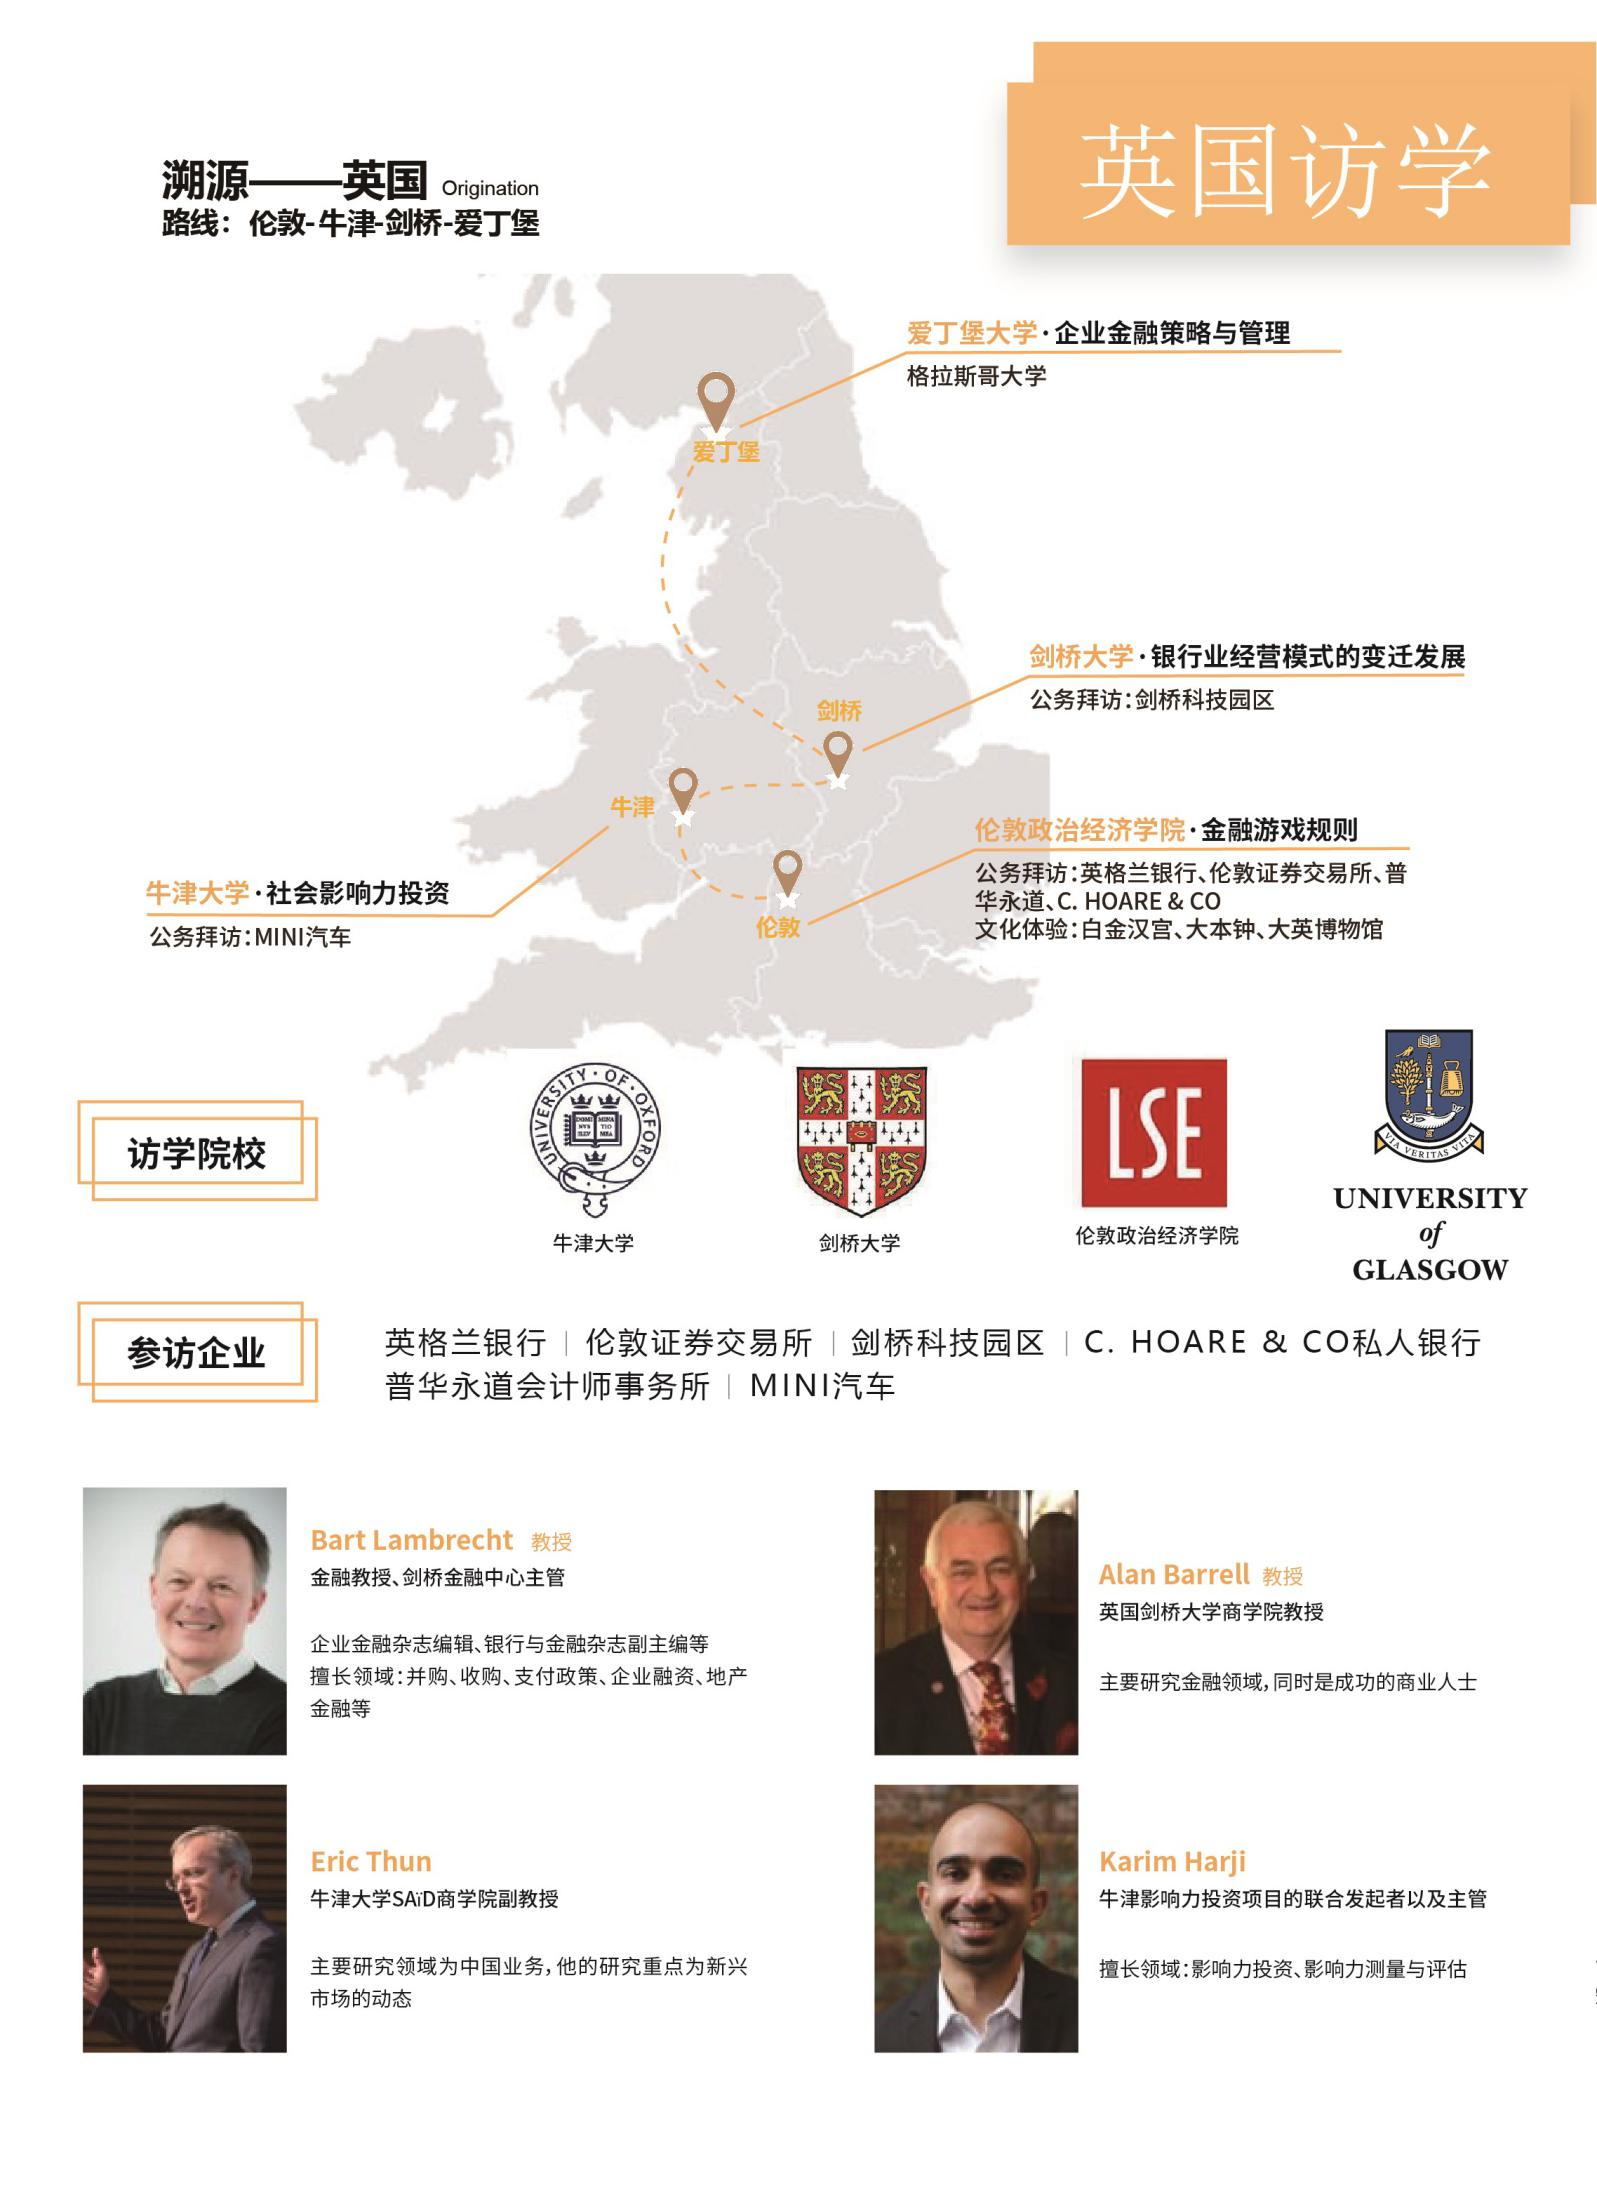 英国访学
溯源——英国 Origination
路线：伦敦-牛津-剑桥-爱丁堡
爱丁堡大学·企业金融策略与管理
格拉斯哥大学
爱丁堡
剑桥大学·银行业经营模式的变迁发展
公务拜访：剑桥科技园区
剑桥
牛津
伦敦政治经济学院·金融游戏规则
公务拜访：英格兰银行、伦敦证券交易所、普
华永道、C. HOARE & CO
文化体验：白金汉宫、大本钟、大英博物馆
牛津大学·社会影响力投资
公务拜访：MINI汽车
伦敦
访学院校
UNIVERSITY·OF·OXFORD
DOMI MINA
NVS TIO
ILLV MEA
牛津大学
剑桥大学
LSE
伦敦政治经济学院
VIA VERITAS VITA
UNIVERSITY
of
GLASGOW
参访企业
英格兰银行 | 伦敦证券交易所 | 剑桥科技园区 | C. HOARE & CO私人银行
普华永道会计师事务所 | MINI汽车
Bart Lambrecht 教授
金融教授、剑桥金融中心主管
企业金融杂志编辑、银行与金融杂志副主编等
擅长领域：并购、收购、支付政策、企业融资、地产
金融等
Alan Barrell 教授
英国剑桥大学商学院教授
主要研究金融领域，同时是成功的商业人士
Eric Thun
牛津大学SAïD商学院副教授
主要研究领域为中国业务，他的研究重点为新兴
市场的动态
Karim Harji
牛津影响力投资项目的联合发起者以及主管
擅长领域：影响力投资、影响力测量与评估